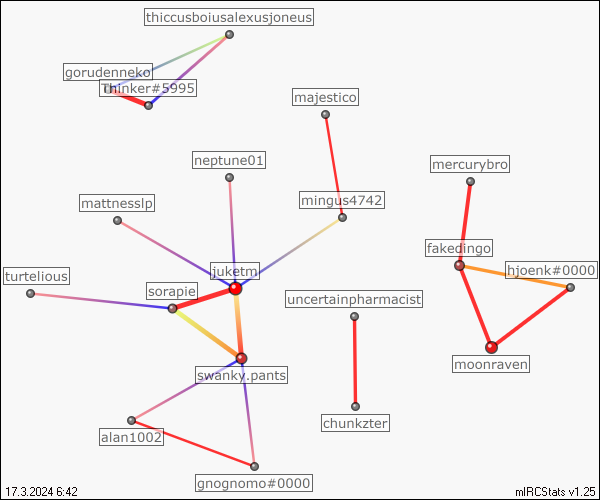 thiccusboiusalexusjoneus
gorudenneko
Thinker#5995
majestico
neptune01
mercurybro
mattnesslp
mingus4742
fakedingo
turtelious
juketm
hjoenk#0000
sorapie
uncertainpharmacist
swanky.pants
moonraven
chunkzter
alan1002
gnognomo#0000
17.3.2024 6:42
mIRCStats v1.25